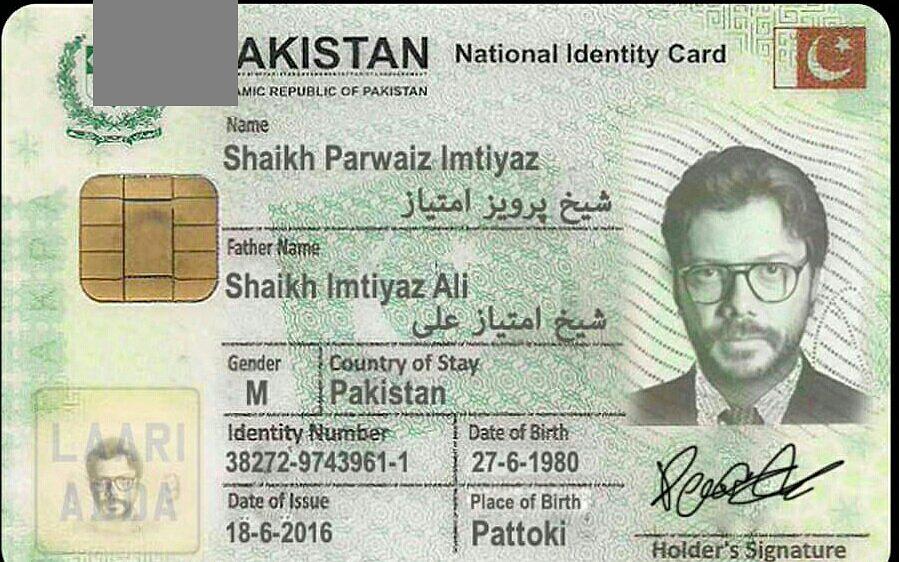 AKISTAN
National Identity Card
AMIC REPUBLIC OF PAKISTAN
Name
Shaikh Parwaiz Imtiyaz
شیخ پرویز امتیاز
Father Name
Shaikh Imtiyaz Ali
شیخ امتیاز علی
Gender
Country of Stay
M
Pakistan
Identity Number
Date of Birth
38272-9743961-1
27-6-1980
Date of Issue
Place of Birth
18-6-2016
Pattoki
LAARI
ADDA
Holder's Signature